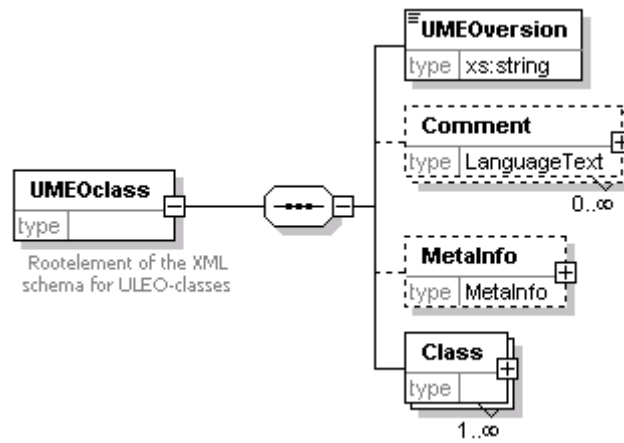 UMEOversion
type xs:string
Comment
type LanguageText
0..∞
UMEOclass
type
Rootelement of the XML
schema for ULEO-classes
MetaInfo
type MetaInfo
Class
type
1..∞